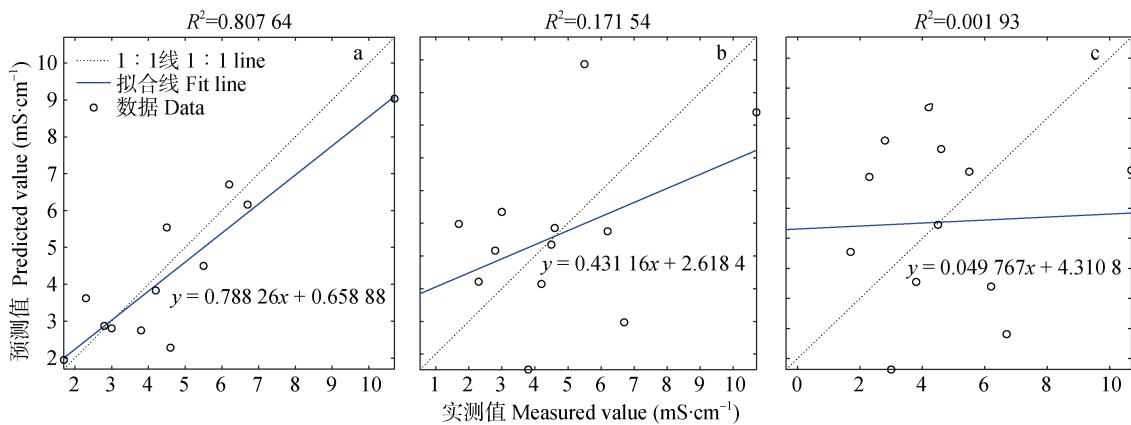 R²=0.807 64
R²=0.171 54
R²=0.001 93
a
b
c
1∶1线 1∶1 line
拟合线 Fit line
数据 Data
y = 0.788 26x + 0.658 88
y = 0.431 16x + 2.618 4
y = 0.049 767x + 4.310 8
预测值 Predicted value (mS·cm⁻¹)
10
9
8
7
6
5
4
3
2
2 3 4 5 6 7 8 9 10
1 2 3 4 5 6 7 8 9 10
0 2 4 6 8 10
实测值 Measured value (mS·cm⁻¹)